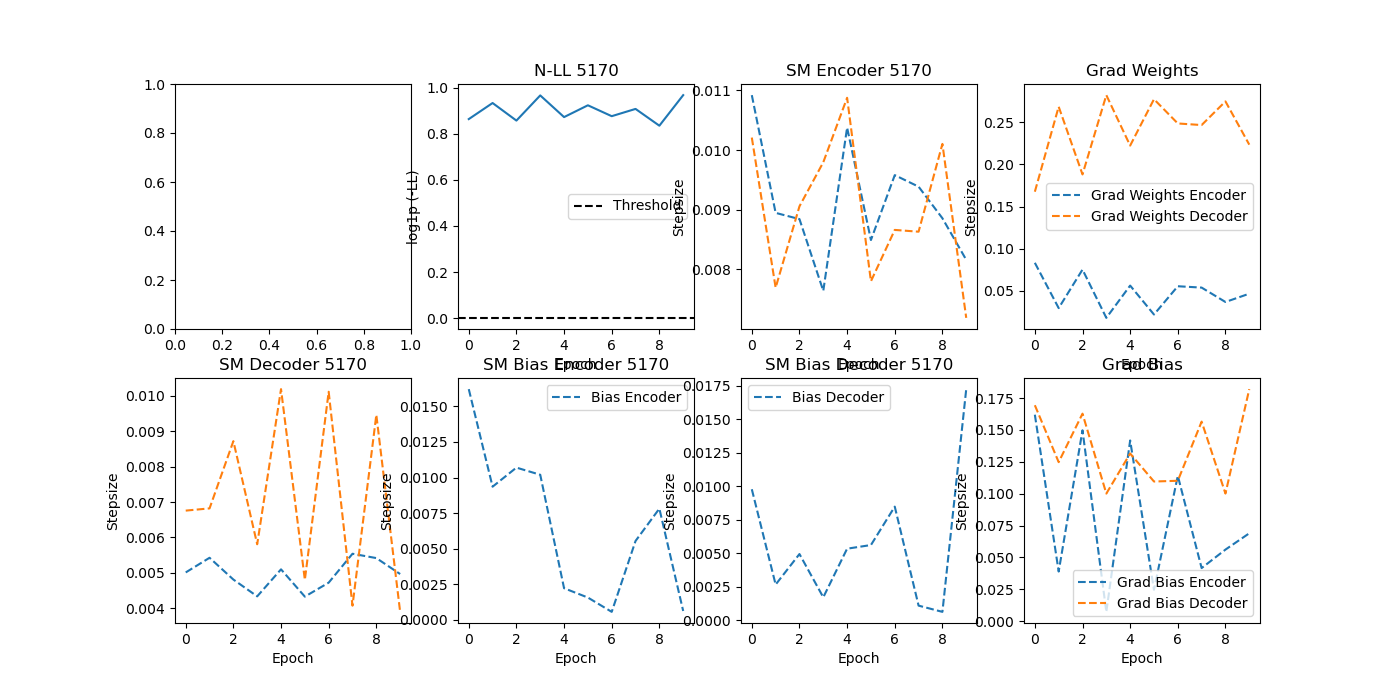 N-LL 5170
SM Encoder 5170
Grad Weights
1.0
0.8
0.6
0.4
0.2
0.0
0.0 0.2 0.4 0.6 0.8 1.0
log1p (-LL)
1.0
0.8
0.6
0.4
0.2
0.0
Threshold
0 2 4 6 8
Epoch
Stepsize
0.011
0.010
0.009
0.008
0 2 4 6 8
Epoch
Stepsize
0.25
0.20
0.15
0.10
0.05
Grad Weights Encoder
Grad Weights Decoder
0 2 4 6 8
Epoch
SM Decoder 5170
SM Bias Encoder 5170
SM Bias Decoder 5170
Grad Bias
Stepsize
0.010
0.009
0.008
0.007
0.006
0.005
0.004
0 2 4 6 8
Epoch
Stepsize
0.0150
0.0125
0.0100
0.0075
0.0050
0.0025
0.0000
Bias Encoder
0 2 4 6 8
Epoch
Stepsize
0.0175
0.0150
0.0125
0.0100
0.0075
0.0050
0.0025
0.0000
Bias Decoder
0 2 4 6 8
Epoch
Stepsize
0.175
0.150
0.125
0.100
0.075
0.050
0.025
0.000
Grad Bias Encoder
Grad Bias Decoder
0 2 4 6 8
Epoch